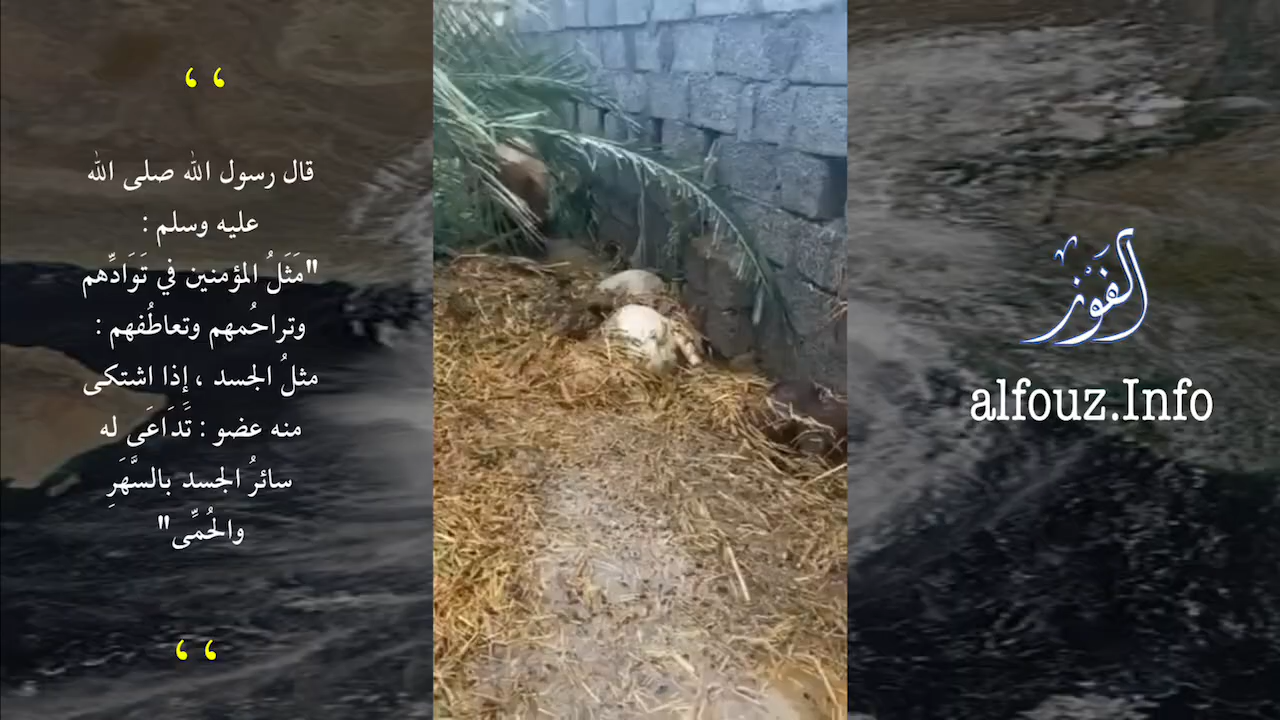 قال رسول الله صلى الله
عليه وسلم :
"مَثَلُ المؤمنين في تَوَادِّهم
وتراحُمهم وتعاطُفهم :
مثلُ الجسد ، إذا اشتكى
منه عضو : تَدَاعَى له
سائرُ الجسد بالسَّهَرِ
والحُمِّى"
الفَوْز
alfouz.Info